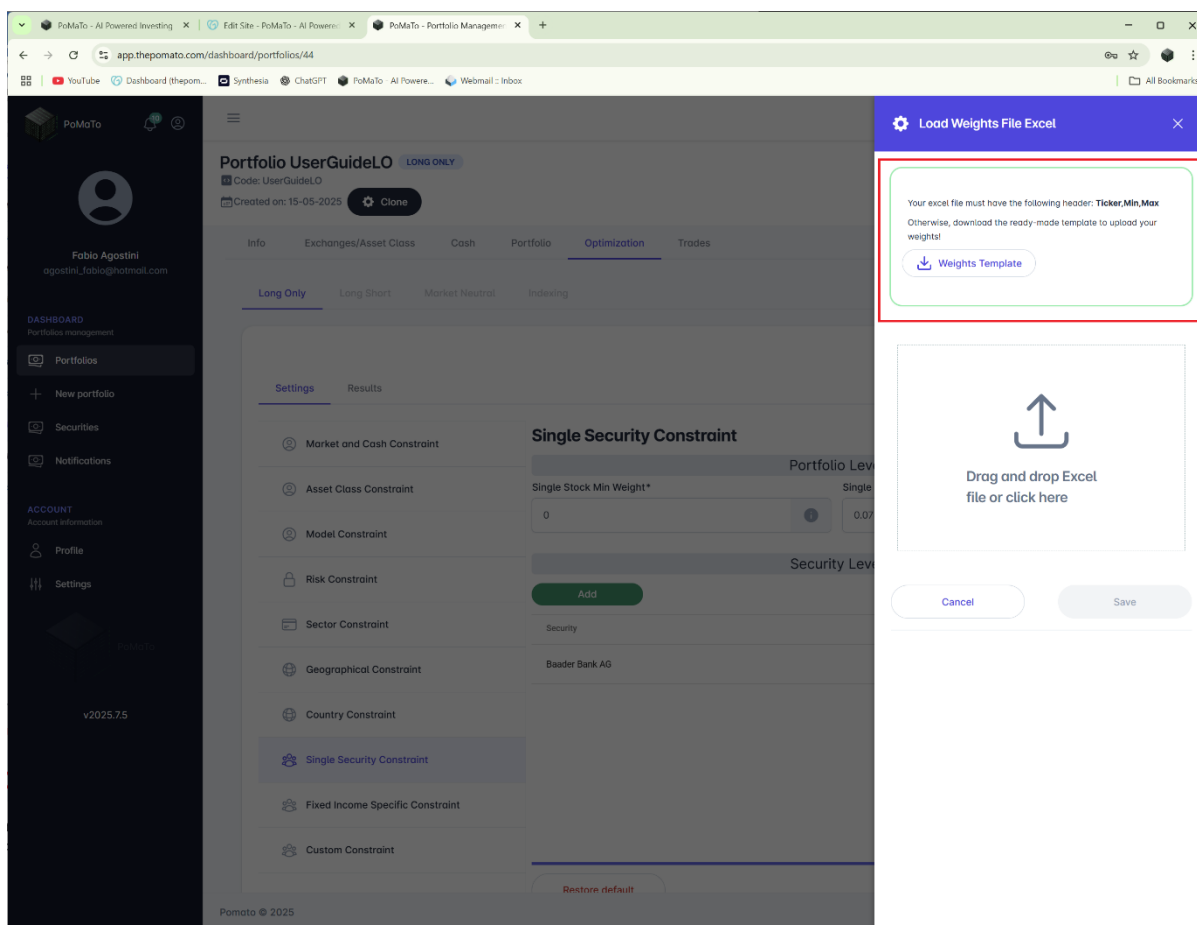 PoMaTo - AI Powered Investing
Edit Site - PoMaTo - AI Powered
PoMaTo - Portfolio Managemer
app.thepomato.com/dashboard/portfolios/44
YouTube
Dashboard (thepom...
Synthesia
ChatGPT
PoMaTo - AI Powere...
Webmail :: Inbox
All Bookmarks
PoMaTo
10
Fabio Agostini
agostini_fabio@hotmail.com
DASHBOARD
Portfolios management
Portfolios
New portfolio
Securities
Notifications
ACCOUNT
Account information
Profile
Settings
PoMaTo
v2025.7.5
Portfolio UserGuideLO LONG ONLY
Code: UserGuideLO
Created on: 15-05-2025 Clone
Info Exchanges/Asset Class Cash Portfolio Optimization Trades
Long Only Long Short Market Neutral Indexing
Settings Results
Market and Cash Constraint
Asset Class Constraint
Model Constraint
Risk Constraint
Sector Constraint
Geographical Constraint
Country Constraint
Single Security Constraint
Fixed Income Specific Constraint
Custom Constraint
Single Security Constraint
Portfolio Leve
Single Stock Min Weight* Single
0 0.07
Security Leve
Add
Security
Baader Bank AG
Restore default
Pomato © 2025
Load Weights File Excel
Your excel file must have the following header: Ticker,Min,Max
Otherwise, download the ready-made template to upload your
weights!
Weights Template
Drag and drop Excel
file or click here
Cancel Save